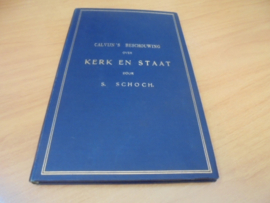 CALVIJN'S BESCHOUWING
OVER
KERK EN STAAT
DOOR
S. SCHOCH.